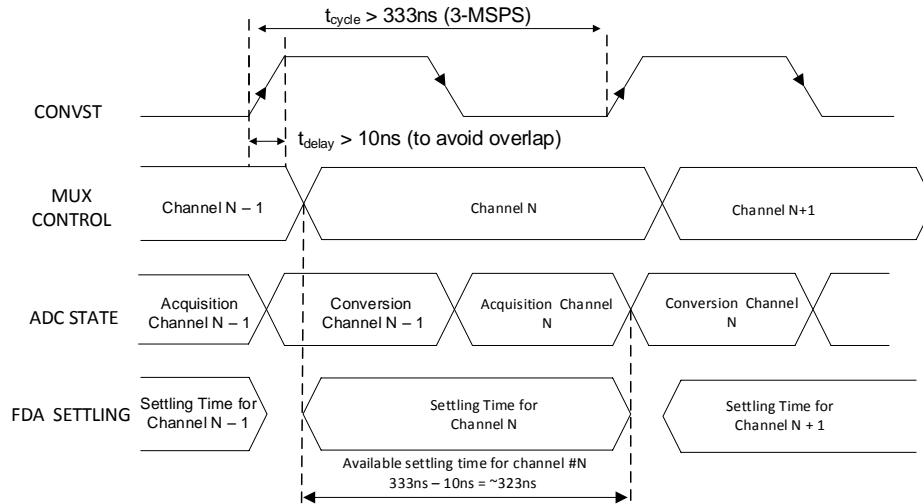 t_cycle > 333ns (3-MSPS)
CONVST
t_delay > 10ns (to avoid overlap)
MUX
CONTROL
Channel N – 1
Channel N
Channel N+1
ADC STATE
Acquisition
Channel N – 1
Conversion
Channel N – 1
Acquisition Channel
N
Conversion Channel
N
FDA SETTLING
Settling Time for
Channel N – 1
Settling Time for
Channel N
Settling Time for
Channel N + 1
Available settling time for channel #N
333ns – 10ns = ~323ns